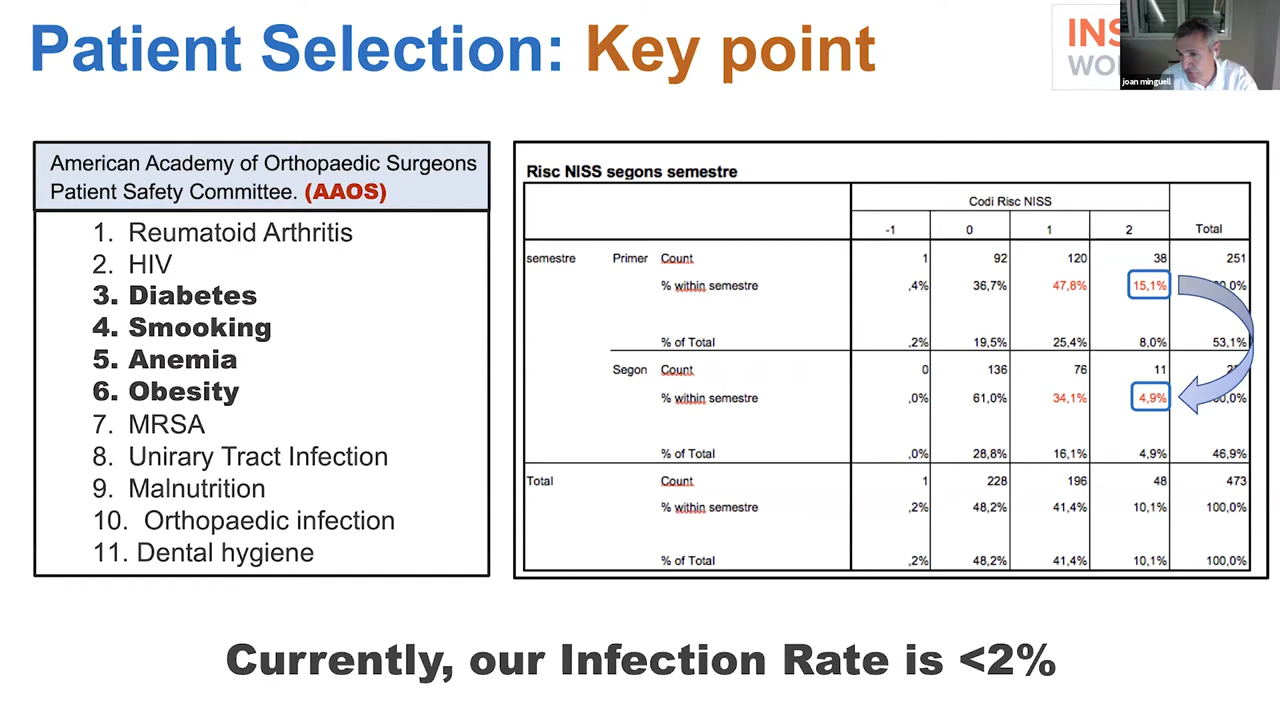 Patient Selection: Key point
INS
WO
joan minguell
American Academy of Orthopaedic Surgeons
Patient Safety Committee. (AAOS)
1. Reumatoid Arthritis
2. HIV
3. Diabetes
4. Smooking
5. Anemia
6. Obesity
7. MRSA
8. Unirary Tract Infection
9. Malnutrition
10. Orthopaedic infection
11. Dental hygiene
Risc NISS segons semestre
Codi Risc NISS
-1 0 1 2 Total
semestre Primer Count 1 92 120 38 251
% within semestre ,4% 36,7% 47,8% 15,1% 0,0%
% of Total ,2% 19,5% 25,4% 8,0% 53,1%
Segon Count 0 136 76 11
% within semestre ,0% 61,0% 34,1% 4,9% 0,0%
% of Total ,0% 28,8% 16,1% 4,9% 46,9%
Total Count 1 228 196 48 473
% within semestre ,2% 48,2% 41,4% 10,1% 100,0%
% of Total ,2% 48,2% 41,4% 10,1% 100,0%
Currently, our Infection Rate is <2%